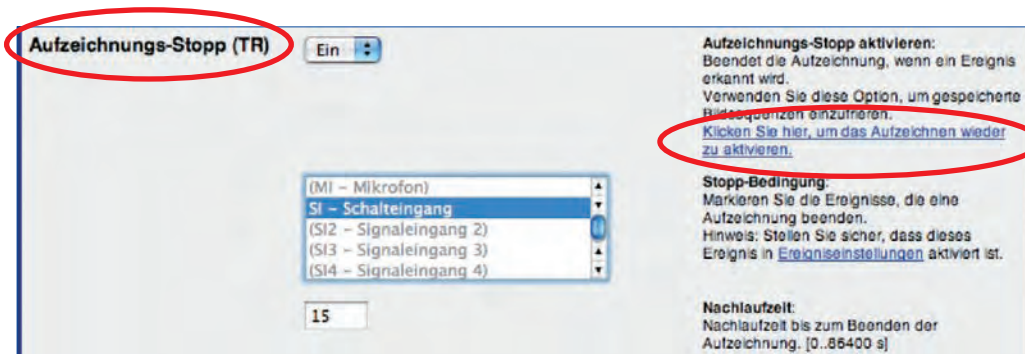 Aufzeichnungs-Stopp (TR)
Ein
Aufzeichnungs-Stopp aktivieren:
Beendet die Aufzeichnung, wenn ein Ereignis
erkannt wird.
Verwenden Sie diese Option, um gespeicherte
Bildsequenzen einzufrieren.
Klicken Sie hier, um das Aufzeichnen wieder
zu aktivieren.
(MI – Mikrofon)
SI – Schalteingang
(SI2 – Signaleingang 2)
(SI3 – Signaleingang 3)
(SI4 – Signaleingang 4)
Stopp-Bedingung:
Markieren Sie die Ereignisse, die eine
Aufzeichnung beenden.
Hinweis: Stellen Sie sicher, dass dieses
Ereignis in Ereigniseinstellungen aktiviert ist.
15
Nachlaufzeit:
Nachlaufzeit bis zum Beenden der
Aufzeichnung. [0..86400 s]